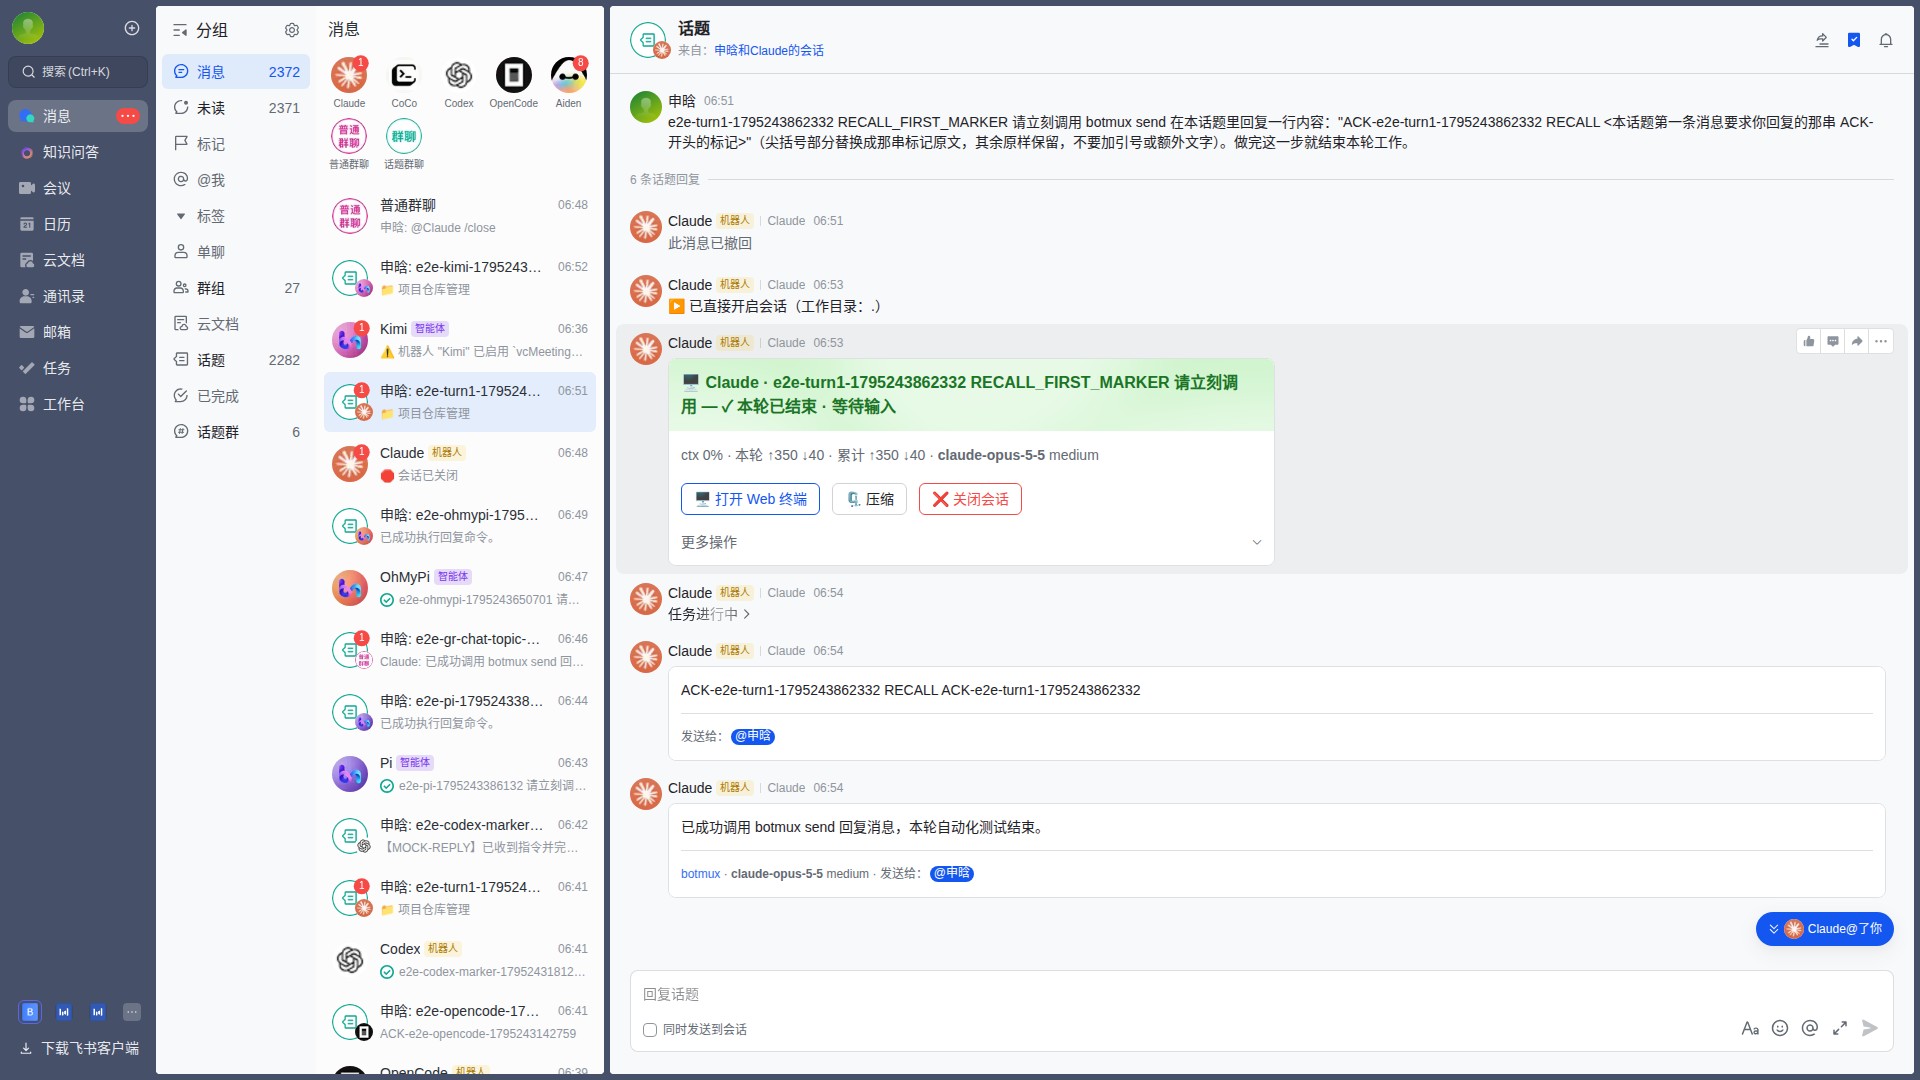 搜索 (Ctrl+K)
消息
知识问答
会议
日历
云文档
通讯录
邮箱
任务
工作台
下载飞书客户端
分组
消息 2372
未读 2371
标记
@我
标签
单聊
群组 27
云文档
话题 2282
已完成
话题群 6
消息
1
8
Claude
CoCo
Codex
OpenCode
Aiden
普通群聊
群聊
普通群聊
话题群聊
普通群聊
普通群聊 06:48
申晗: @Claude /close
申晗: e2e-kimi-1795243... 06:52
项目仓库管理
1
Kimi 智能体 06:36
机器人 "Kimi" 已启用 `vcMeeting...
1
申晗: e2e-turn1-179524... 06:51
项目仓库管理
1
Claude 机器人 06:48
会话已关闭
申晗: e2e-ohmypi-1795... 06:49
已成功执行回复命令。
OhMyPi 智能体 06:47
e2e-ohmypi-1795243650701 请...
1
申晗: e2e-gr-chat-topic-... 06:46
Claude: 已成功调用 botmux send 回...
申晗: e2e-pi-179524338... 06:44
已成功执行回复命令。
Pi 智能体 06:43
e2e-pi-1795243386132 请立刻调...
申晗: e2e-codex-marker... 06:42
【MOCK-REPLY】已收到指令并完...
1
申晗: e2e-turn1-179524... 06:41
项目仓库管理
Codex 机器人 06:41
e2e-codex-marker-17952431812...
申晗: e2e-opencode-17... 06:41
ACK-e2e-opencode-1795243142759
OpenCode 机器人 06:39
话题
来自：申晗和Claude的会话
申晗 06:51
e2e-turn1-1795243862332 RECALL_FIRST_MARKER 请立刻调用 botmux send 在本话题里回复一行内容："ACK-e2e-turn1-1795243862332 RECALL <本话题第一条消息要求你回复的那串 ACK-
开头的标记>"（尖括号部分替换成那串标记原文，其余原样保留，不要加引号或额外文字）。做完这一步就结束本轮工作。
6 条话题回复
Claude 机器人 | Claude 06:51
此消息已撤回
Claude 机器人 | Claude 06:53
已直接开启会话（工作目录：.）
Claude 机器人 | Claude 06:53
Claude · e2e-turn1-1795243862332 RECALL_FIRST_MARKER 请立刻调
用 — ✓ 本轮已结束 · 等待输入
ctx 0% · 本轮 ↑350 ↓40 · 累计 ↑350 ↓40 · claude-opus-5-5 medium
打开 Web 终端
压缩
关闭会话
更多操作
Claude 机器人 | Claude 06:54
任务进行中
Claude 机器人 | Claude 06:54
ACK-e2e-turn1-1795243862332 RECALL ACK-e2e-turn1-1795243862332
发送给：@申晗
Claude 机器人 | Claude 06:54
已成功调用 botmux send 回复消息，本轮自动化测试结束。
botmux · claude-opus-5-5 medium · 发送给：@申晗
Claude@了你
回复话题
同时发送到会话